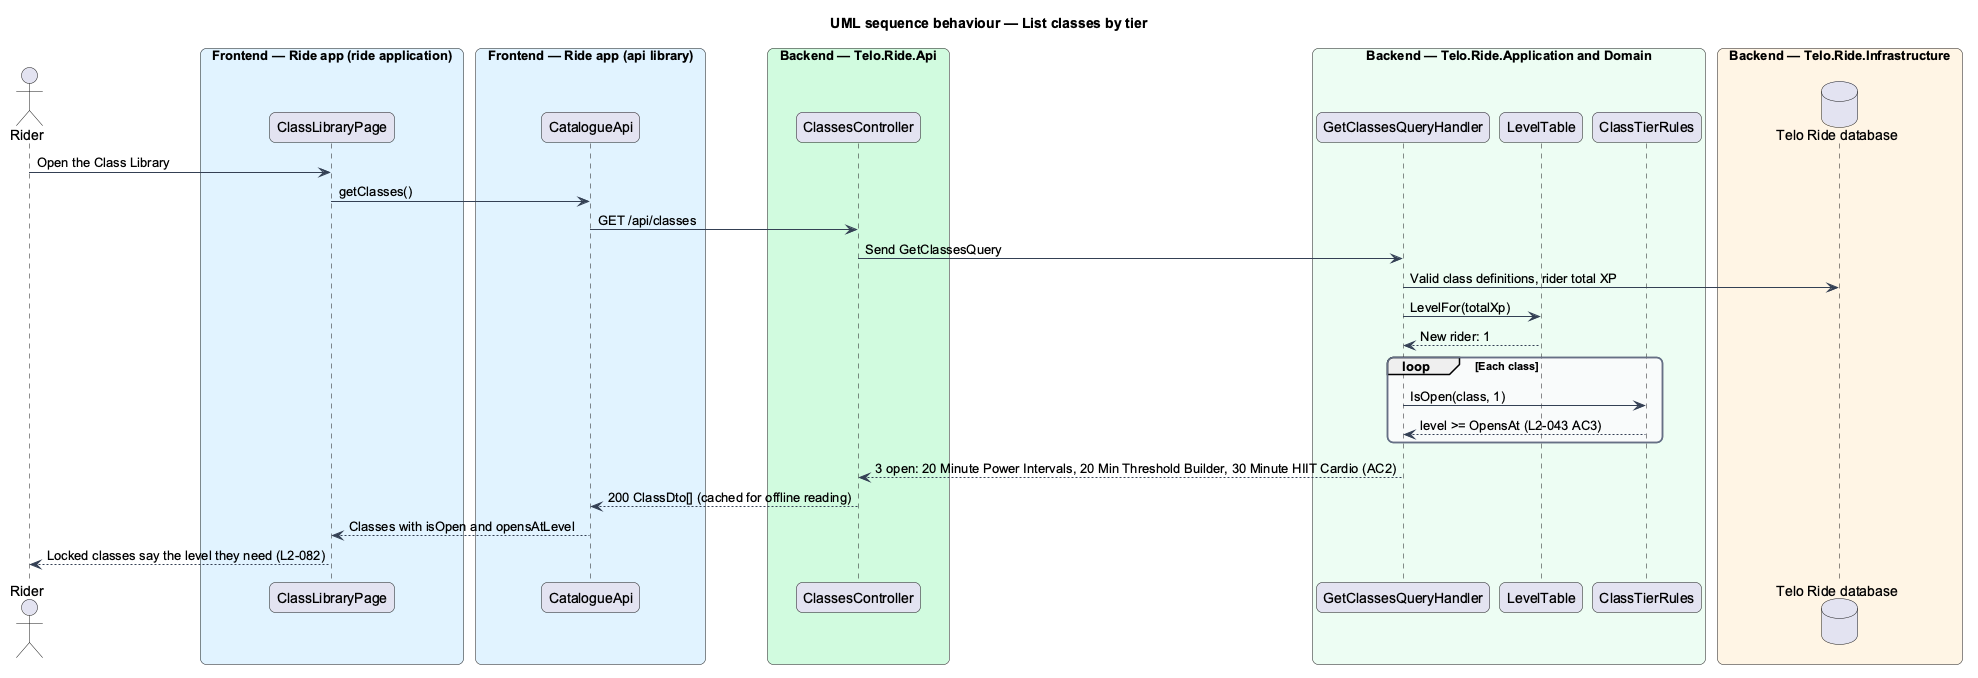 UML sequence behaviour — List classes by tier
Frontend — Ride app (ride application)
Frontend — Ride app (api library)
Backend — Telo.Ride.Api
Backend — Telo.Ride.Application and Domain
Backend — Telo.Ride.Infrastructure
Rider
ClassLibraryPage
CatalogueApi
ClassesController
GetClassesQueryHandler
LevelTable
ClassTierRules
Telo Ride database
Open the Class Library
getClasses()
GET /api/classes
Send GetClassesQuery
Valid class definitions, rider total XP
LevelFor(totalXp)
New rider: 1
loop
[Each class]
IsOpen(class, 1)
level >= OpensAt (L2-043 AC3)
3 open: 20 Minute Power Intervals, 20 Min Threshold Builder, 30 Minute HIIT Cardio (AC2)
200 ClassDto[] (cached for offline reading)
Classes with isOpen and opensAtLevel
Locked classes say the level they need (L2-082)
Rider
ClassLibraryPage
CatalogueApi
ClassesController
GetClassesQueryHandler
LevelTable
ClassTierRules
Telo Ride database